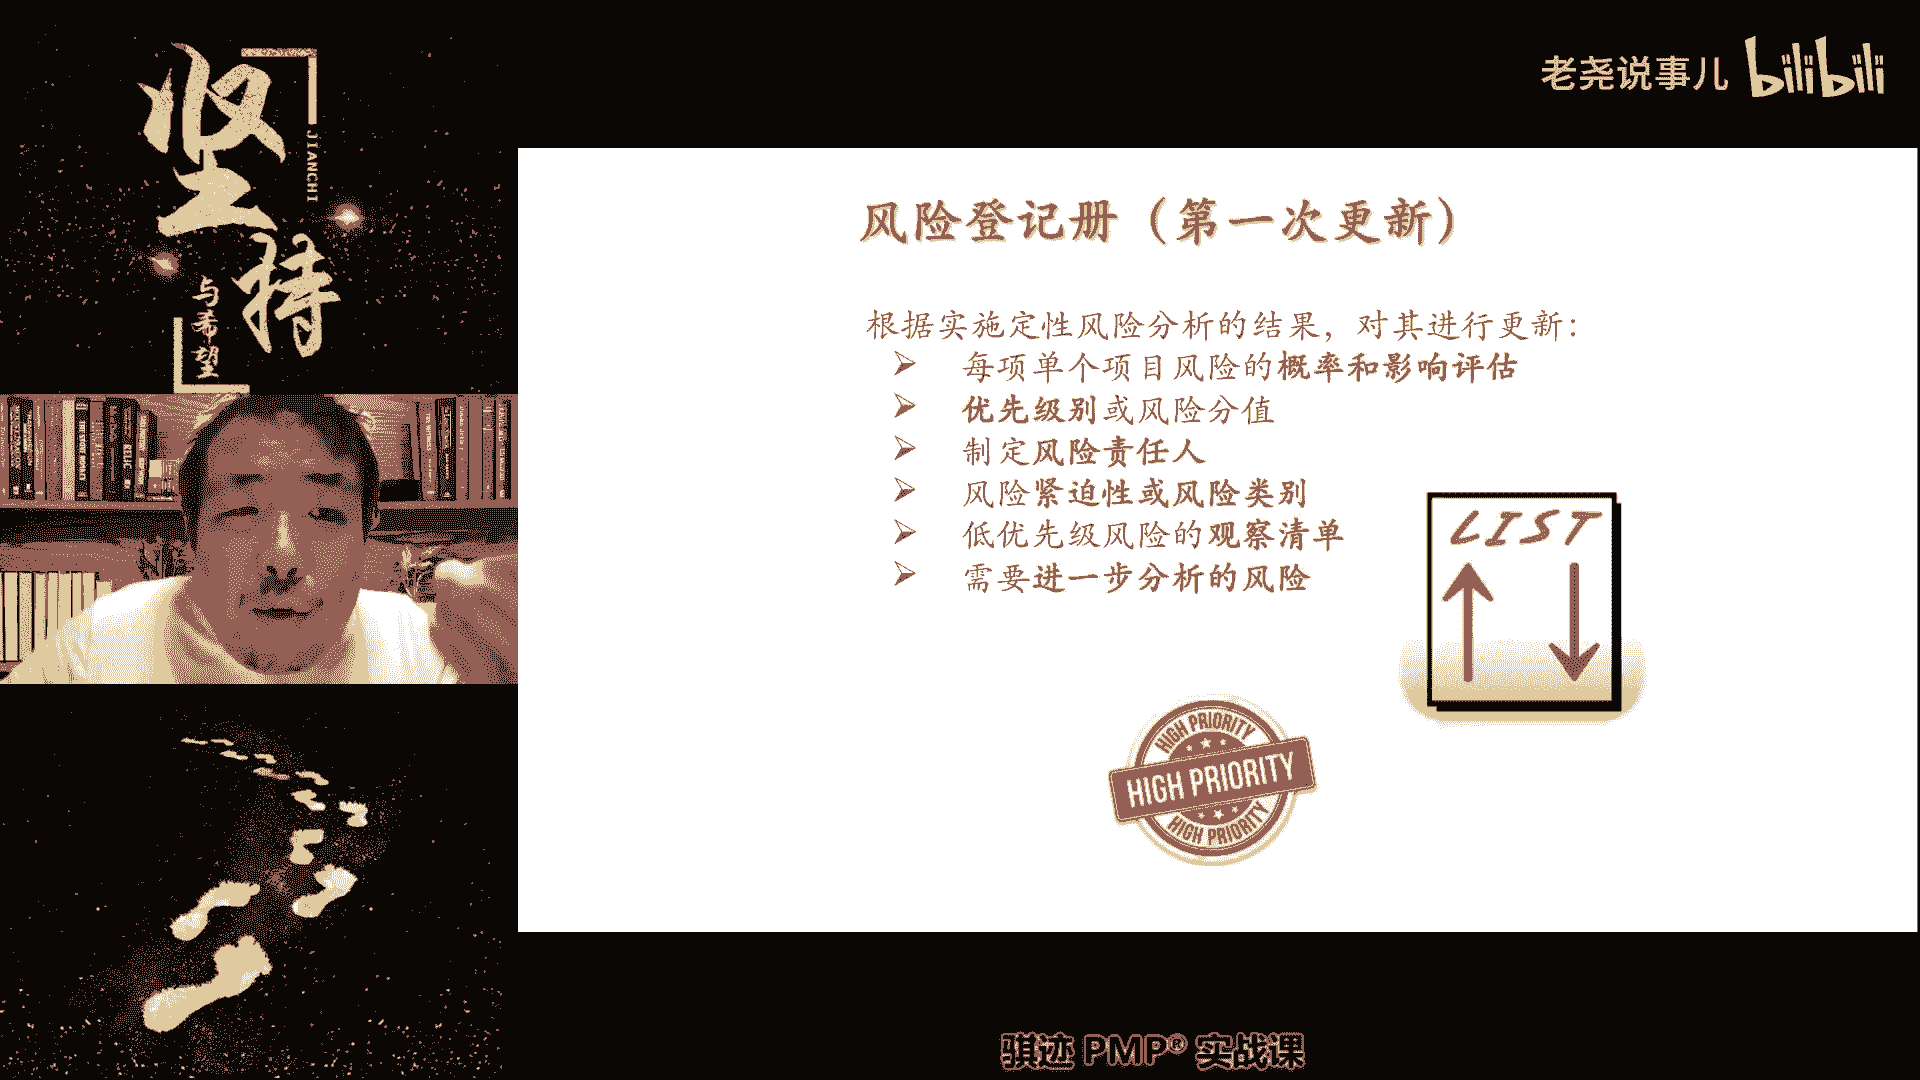 坚持
JIANCHI
与希望
老尧说事儿 bilibili
风险登记册（第一次更新）
根据实施定性风险分析的结果，对其进行更新：
➢ 每项单个项目风险的概率和影响评估
➢ 优先级别或风险分值
➢ 制定风险责任人
➢ 风险紧迫性或风险类别
➢ 低优先级风险的观察清单
➢ 需要进一步分析的风险
LIST
HIGH PRIORITY
HIGH PRIORITY
HIGH PRIORITY
骐迹 PMP® 实战课